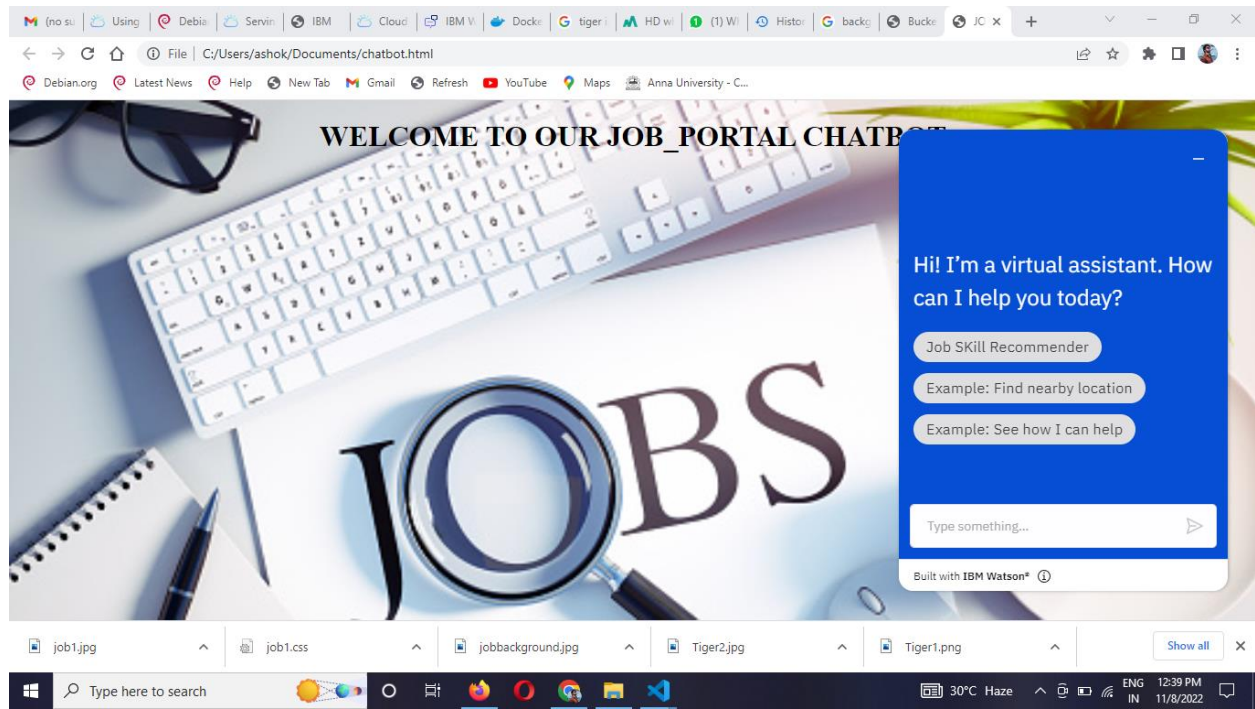 (no su
Using
Debia
Servin
IBM
Cloud
IBM W
Docke
tiger i
HD wi
(1) Wh
Histor
backg
Bucke
JO
File | C:/Users/ashok/Documents/chatbot.html
Debian.org Latest News Help New Tab Gmail Refresh YouTube Maps Anna University - C...
WELCOME TO OUR JOB_PORTAL CHATBOT
JOBS
Hi! I’m a virtual assistant. How
can I help you today?
Job SKill Recommender
Example: Find nearby location
Example: See how I can help
Type something...
Built with IBM Watson®
job1.jpg
job1.css
jobbackground.jpg
Tiger2.jpg
Tiger1.png
Show all
Type here to search
30°C Haze
ENG
IN
12:39 PM
11/8/2022